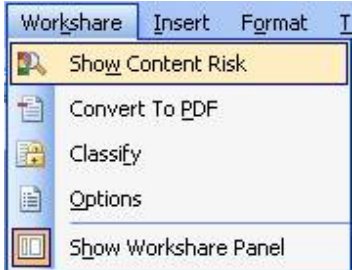 Workshare Insert Format T
Show Content Risk
Convert To PDF
Classify
Options
Show Workshare Panel